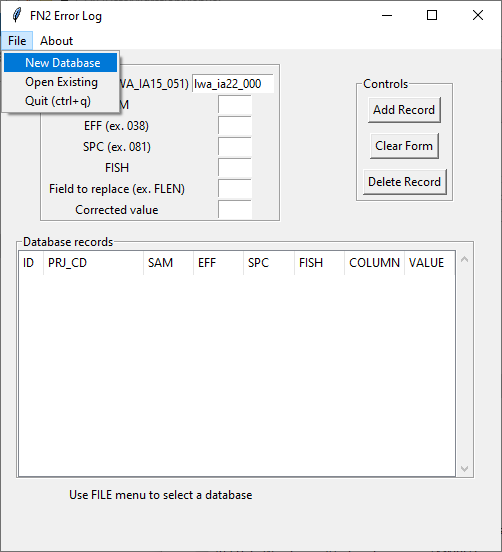 FN2 Error Log
File About
New Database
Open Existing
Quit (ctrl+q)
WA_IA15_051) lwa_ia22_000
M
EFF (ex. 038)
SPC (ex. 081)
FISH
Field to replace (ex. FLEN)
Corrected value
Controls
Add Record
Clear Form
Delete Record
Database records
ID PRJ_CD SAM EFF SPC FISH COLUMN VALUE
Use FILE menu to select a database